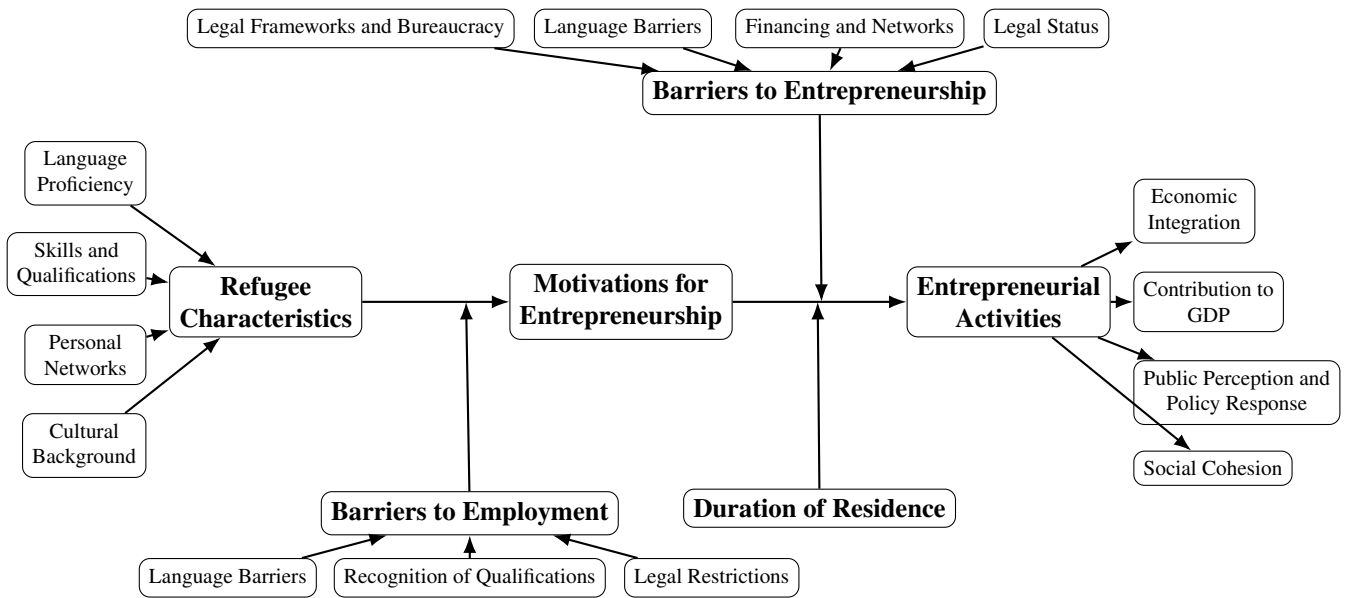 Legal Frameworks and Bureaucracy
Language Barriers
Financing and Networks
Legal Status
Barriers to Entrepreneurship
Language
Proficiency
Skills and
Qualifications
Personal
Networks
Cultural
Background
Refugee
Characteristics
Motivations for
Entrepreneurship
Entrepreneurial
Activities
Economic
Integration
Contribution to
GDP
Public Perception and
Policy Response
Social Cohesion
Barriers to Employment
Duration of Residence
Language Barriers
Recognition of Qualifications
Legal Restrictions